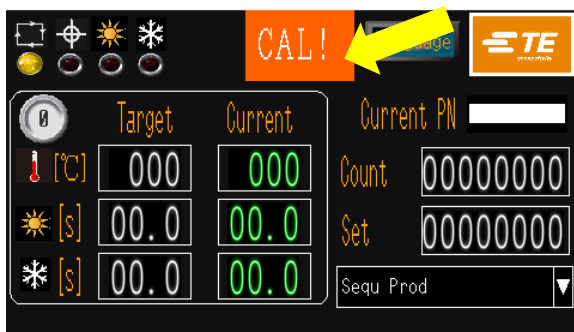 CAL!
TE
connectivity
0
Target Current
Current PN
[℃] 000 000
Count 00000000
[s] 00.0 00.0
Set 00000000
[s] 00.0 00.0
Sequ Prod